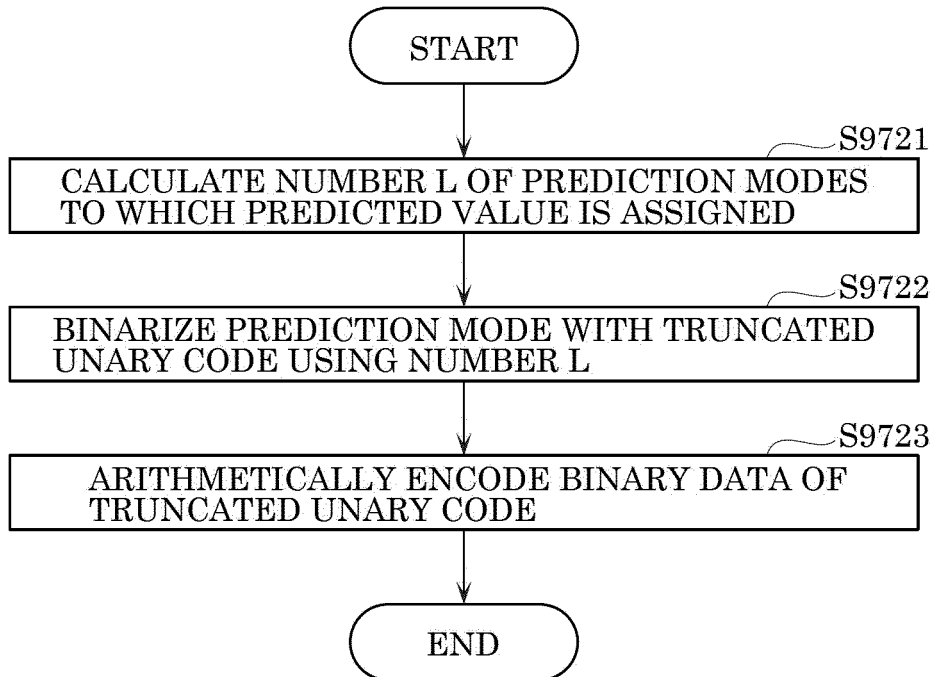 START
S9721
CALCULATE NUMBER L OF PREDICTION MODES
TO WHICH PREDICTED VALUE IS ASSIGNED
S9722
BINARIZE PREDICTION MODE WITH TRUNCATED
UNARY CODE USING NUMBER L
S9723
ARITHMETICALLY ENCODE BINARY DATA OF
TRUNCATED UNARY CODE
END